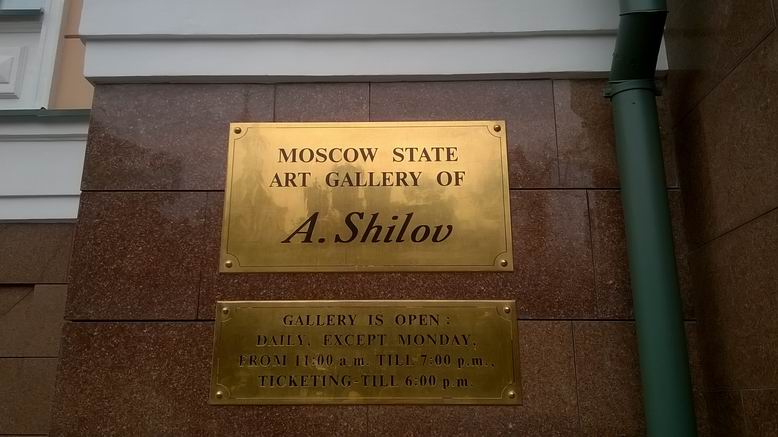 MOSCOW STATE
ART GALLERY OF
A. Shilov
GALLERY IS OPEN :
DAILY, EXCEPT MONDAY,
FROM 11:00 a m. TILL 7:00 p.m.,
TICKETING-TILL 6:00 p m.